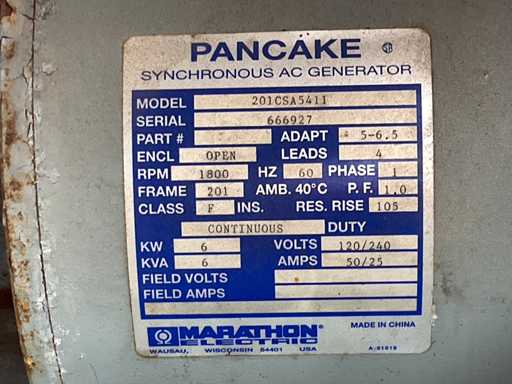 PANCAKE
SYNCHRONOUS AC GENERATOR
MODEL 201CSA5411
SERIAL 666927
PART # ADAPT 5-6.5
ENCL OPEN LEADS 4
RPM 1800 HZ 60 PHASE 1
FRAME 201 AMB. 40°C P.F. 1.0
CLASS F INS. RES. RISE 105
CONTINUOUS DUTY
KW 6 VOLTS 120/240
KVA 6 AMPS 50/25
FIELD VOLTS
FIELD AMPS
MARATHON® MADE IN CHINA
ELECTRIC
WAUSAU, WISCONSIN 54401 USA